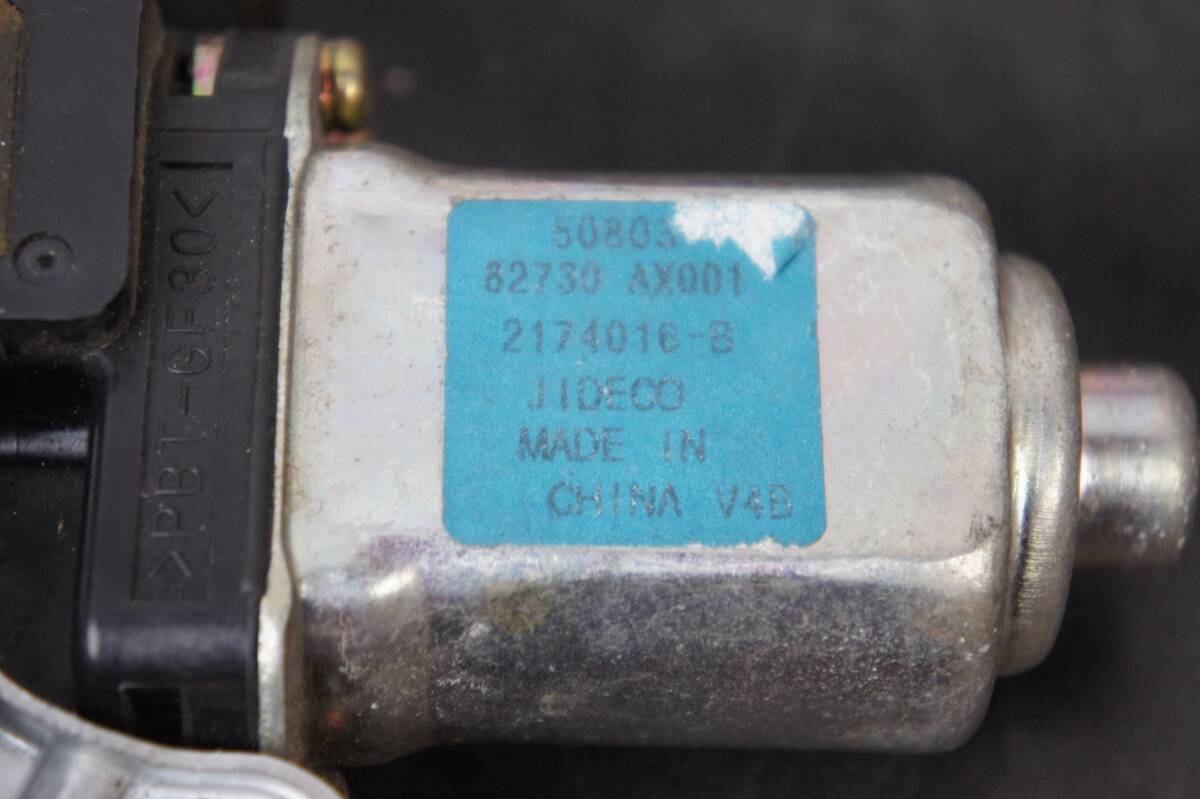 >PBT-GF30<
50803
82730 AX001
2174016-B
JIDECO
MADE IN
CHINA V4B